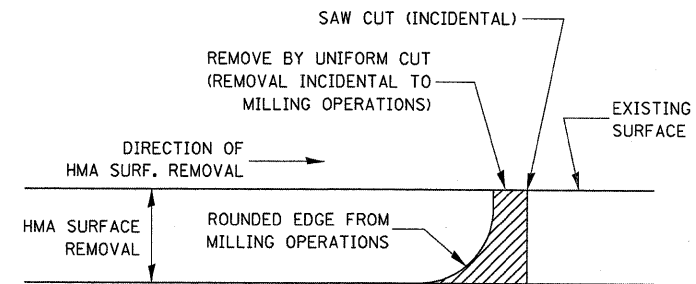 SAW CUT (INCIDENTAL)
REMOVE BY UNIFORM CUT
(REMOVAL INCIDENTAL TO
MILLING OPERATIONS)
EXISTING
SURFACE
DIRECTION OF
HMA SURF. REMOVAL
HMA SURFACE
REMOVAL
ROUNDED EDGE FROM
MILLING OPERATIONS